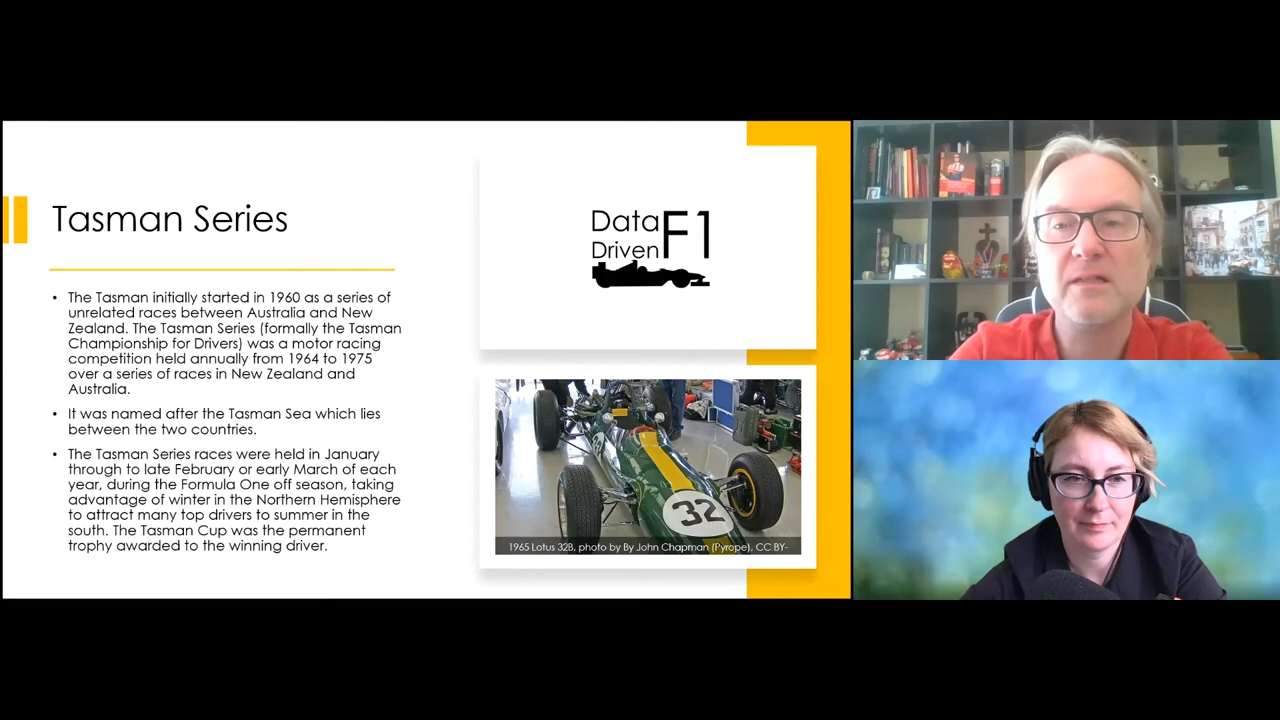 Tasman Series
• The Tasman initially started in 1960 as a series of
unrelated races between Australia and New
Zealand. The Tasman Series (formally the Tasman
Championship for Drivers) was a motor racing
competition held annually from 1964 to 1975
over a series of races in New Zealand and
Australia.
• It was named after the Tasman Sea which lies
between the two countries.
• The Tasman Series races were held in January
through to late February or early March of each
year, during the Formula One off season, taking
advantage of winter in the Northern Hemisphere
to attract many top drivers to summer in the
south. The Tasman Cup was the permanent
trophy awarded to the winning driver.
Data
Driven
F1
32
1965 Lotus 32B, photo by By John Chapman (Pyrope), CC BY-